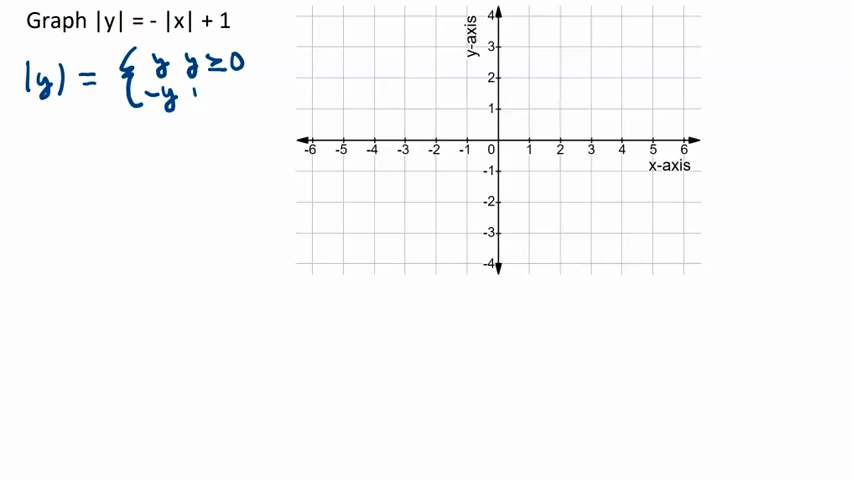 Graph |y| = - |x| + 1
|y| = { y y ≥ 0
-y
y-axis
4
3
2
1
-6 -5 -4 -3 -2 -1 0 1 2 3 4 5 6
x-axis
-1
-2
-3
-4